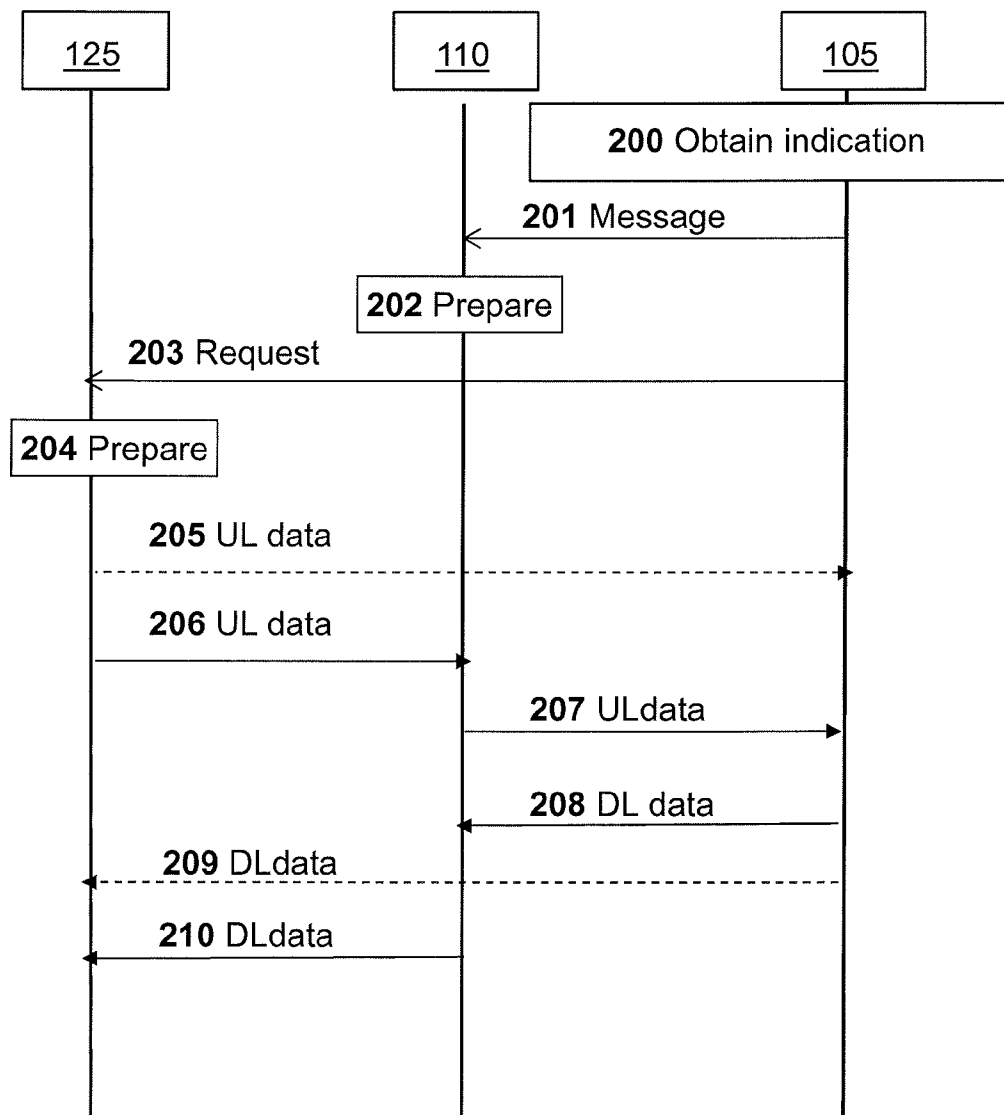 125
110
105
200 Obtain indication
201 Message
202 Prepare
203 Request
204 Prepare
205 UL data
206 UL data
207 ULdata
208 DL data
209 DLdata
210 DLdata